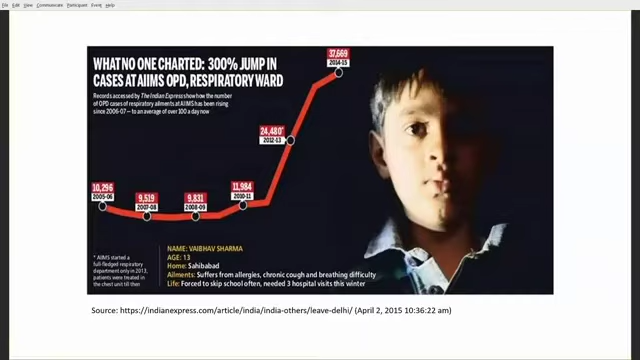 File Edit View Communicate Participant Event Help
WHAT NO ONE CHARTED: 300% JUMP IN
CASES AT AIIMS OPD, RESPIRATORY WARD
Records accessed by The Indian Express show how the number
of OPD cases of respiratory ailments at AIIMS has been rising
since 2006-07 — to an average of over 100 a day now
37,669
2014-15
24,480*
2012-13
10,296
2005-06
9,519
2007-08
9,831
2008-09
11,984
2010-11
* AIIMS started a
full-fledged respiratory
department only in 2013,
patients were treated in
the chest unit till then
NAME: VAIBHAV SHARMA
AGE: 13
Home: Sahibabad
Ailments: Suffers from allergies, chronic cough and breathing difficulty
Life: Forced to skip school often, needed 3 hospital visits this winter
Source: https://indianexpress.com/article/india/india-others/leave-delhi/ (April 2, 2015 10:36:22 am)